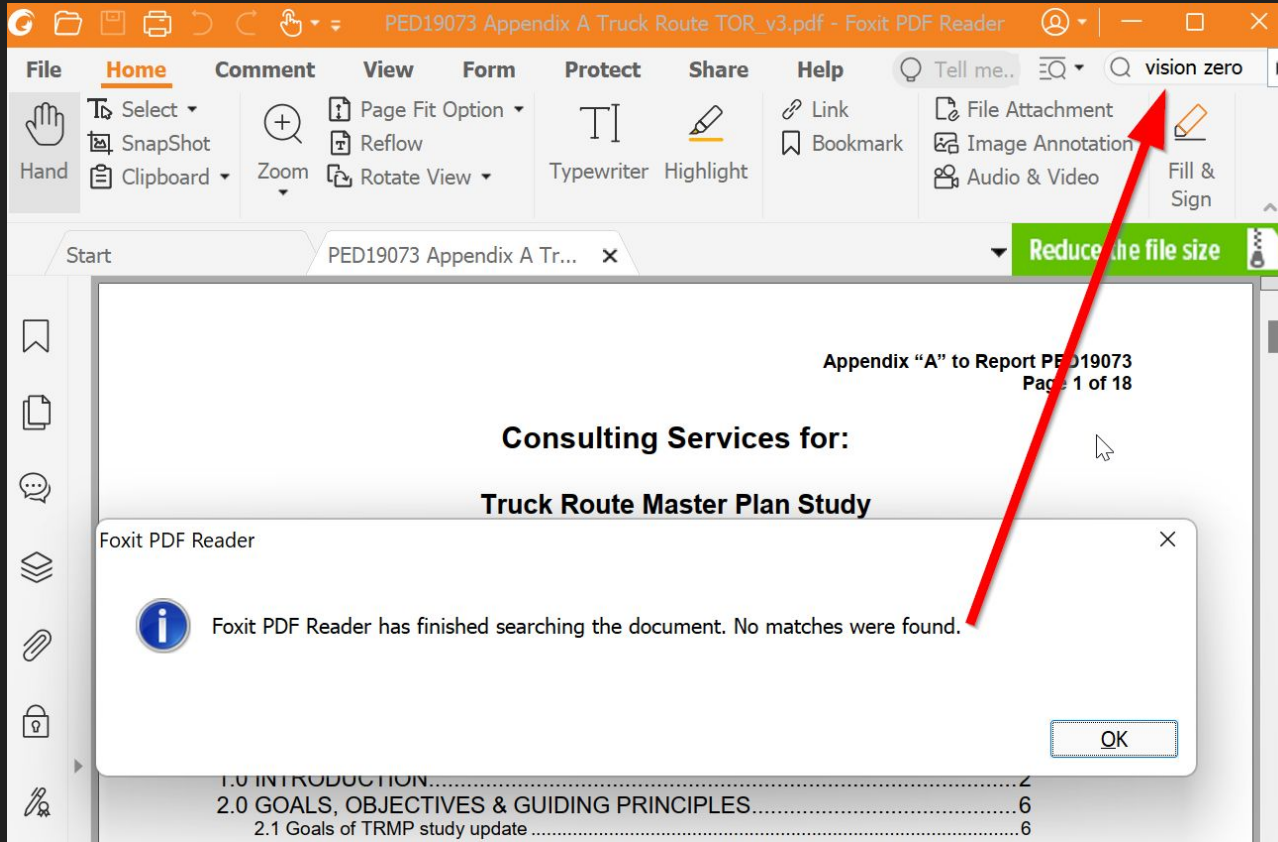 PED19073 Appendix A Truck Route TOR_v3.pdf - Foxit PDF Reader
File Home Comment View Form Protect Share Help Tell me.. vision zero
Hand
Select
SnapShot
Clipboard
Zoom
Page Fit Option
Reflow
Rotate View
Typewriter
Highlight
Link
Bookmark
File Attachment
Image Annotation
Audio & Video
Fill &
Sign
Start
PED19073 Appendix A Tr...
Reduce the file size
Appendix “A” to Report PED19073
Page 1 of 18
Consulting Services for:
Truck Route Master Plan Study
Foxit PDF Reader
Foxit PDF Reader has finished searching the document. No matches were found.
OK
1.0 INTRODUCTION...2
2.0 GOALS, OBJECTIVES & GUIDING PRINCIPLES...6
2.1 Goals of TRMP study update...6